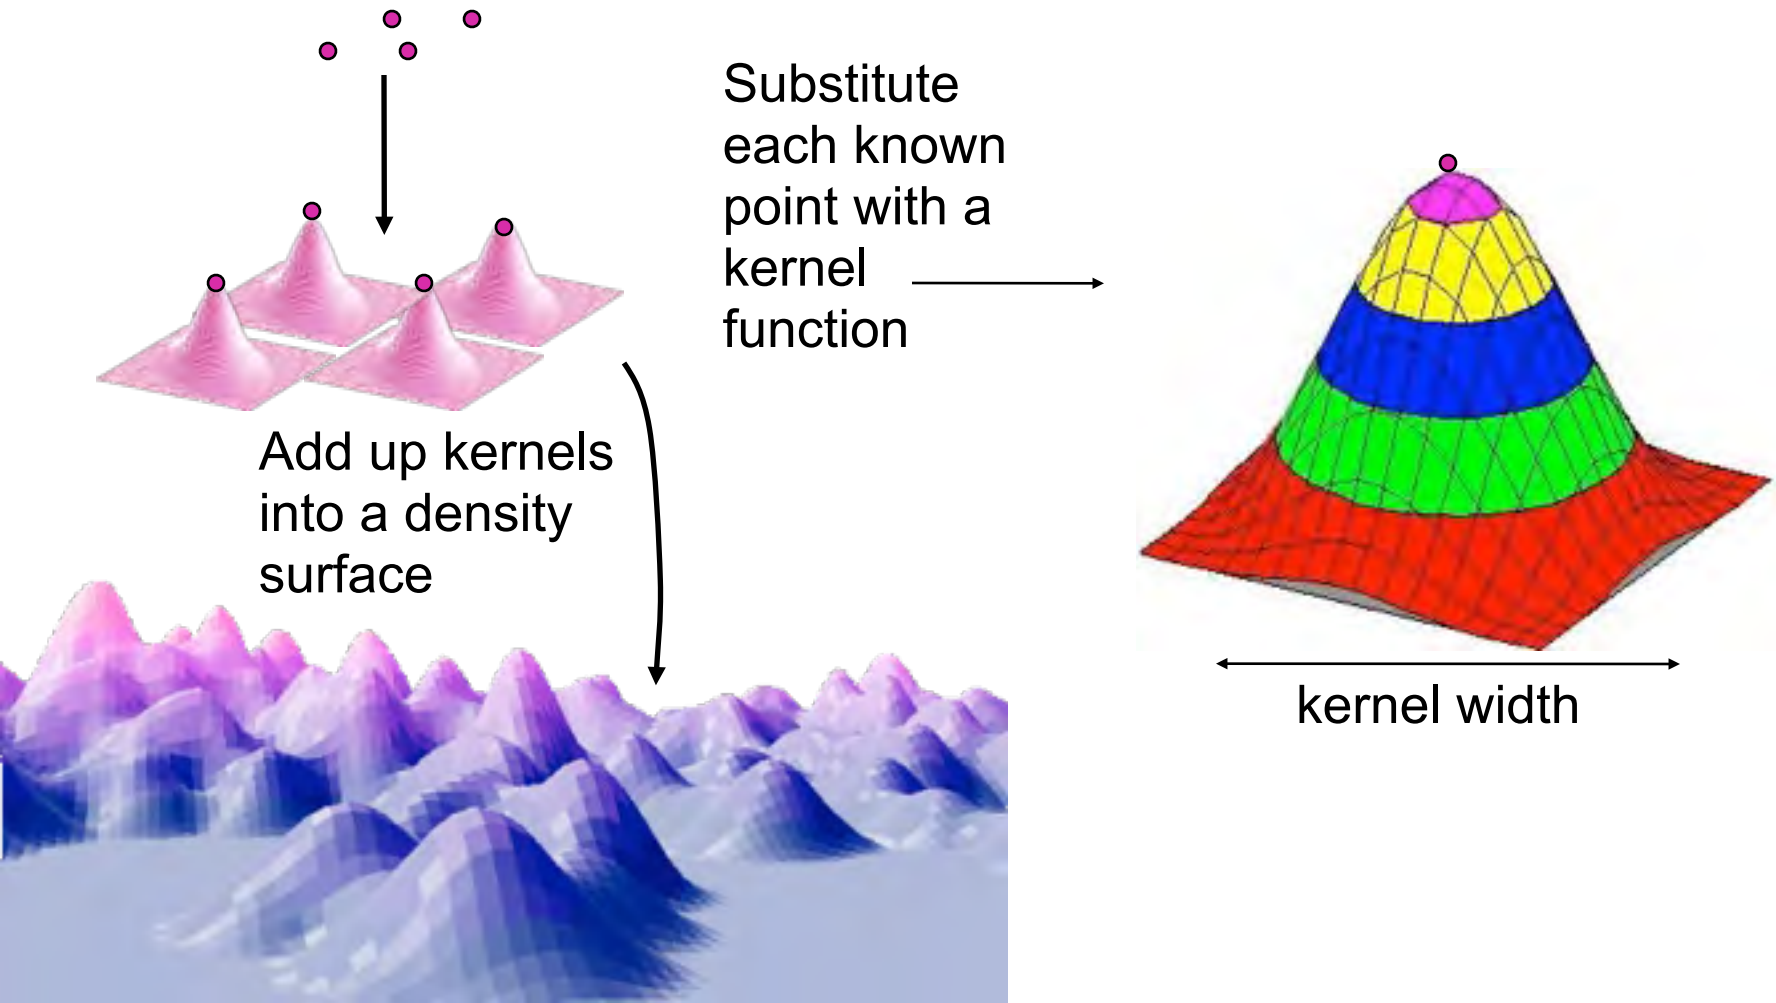 Substitute
each known
point with a
kernel
function
Add up kernels
into a density
surface
kernel width